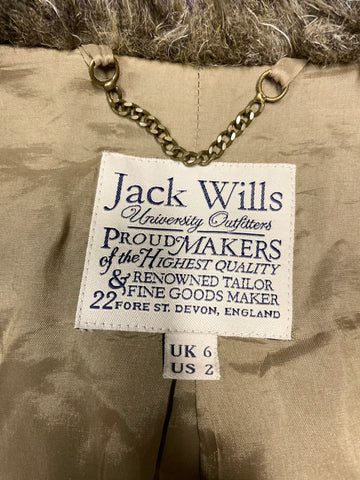 Jack Wills
University Outfitters
PROUD MAKERS
of the HIGHEST QUALITY
& RENOWNED TAILOR
FINE GOODS MAKER
22 FORE ST. DEVON, ENGLAND
UK 6
US 2